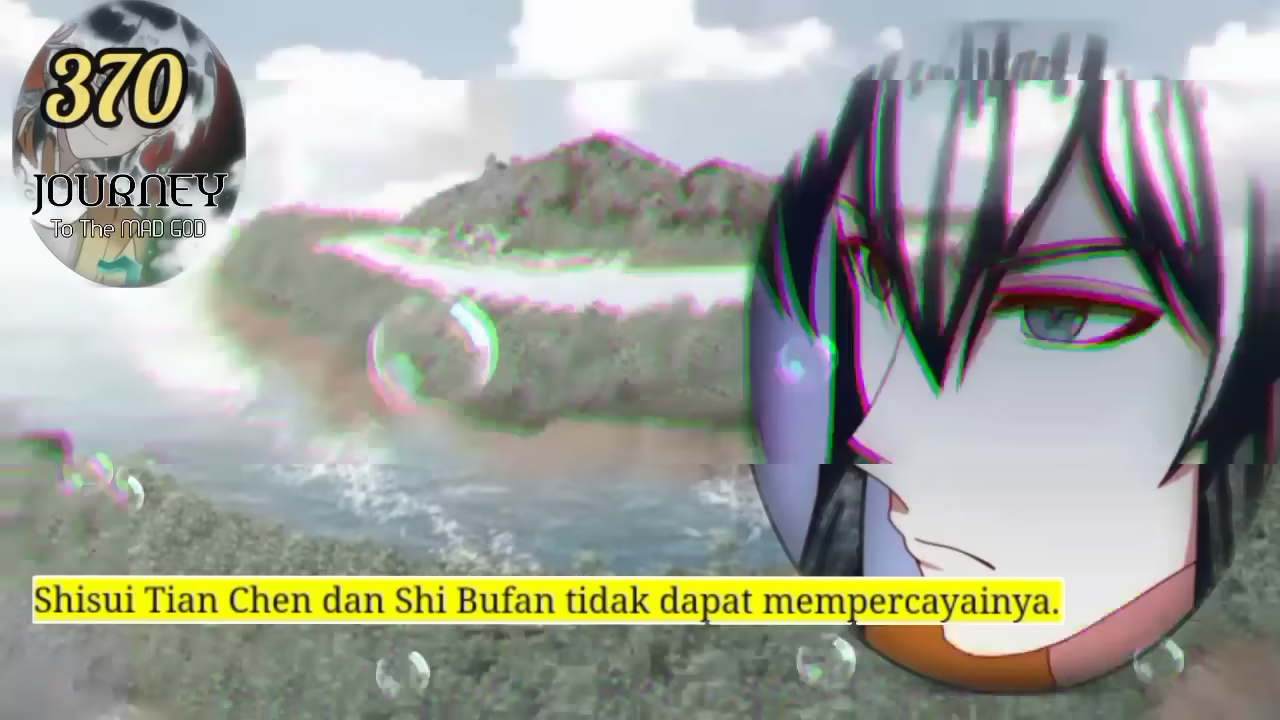 370
JOURNEY
To The MAD GOD
Shisui Tian Chen dan Shi Bufan tidak dapat mempercayainya.